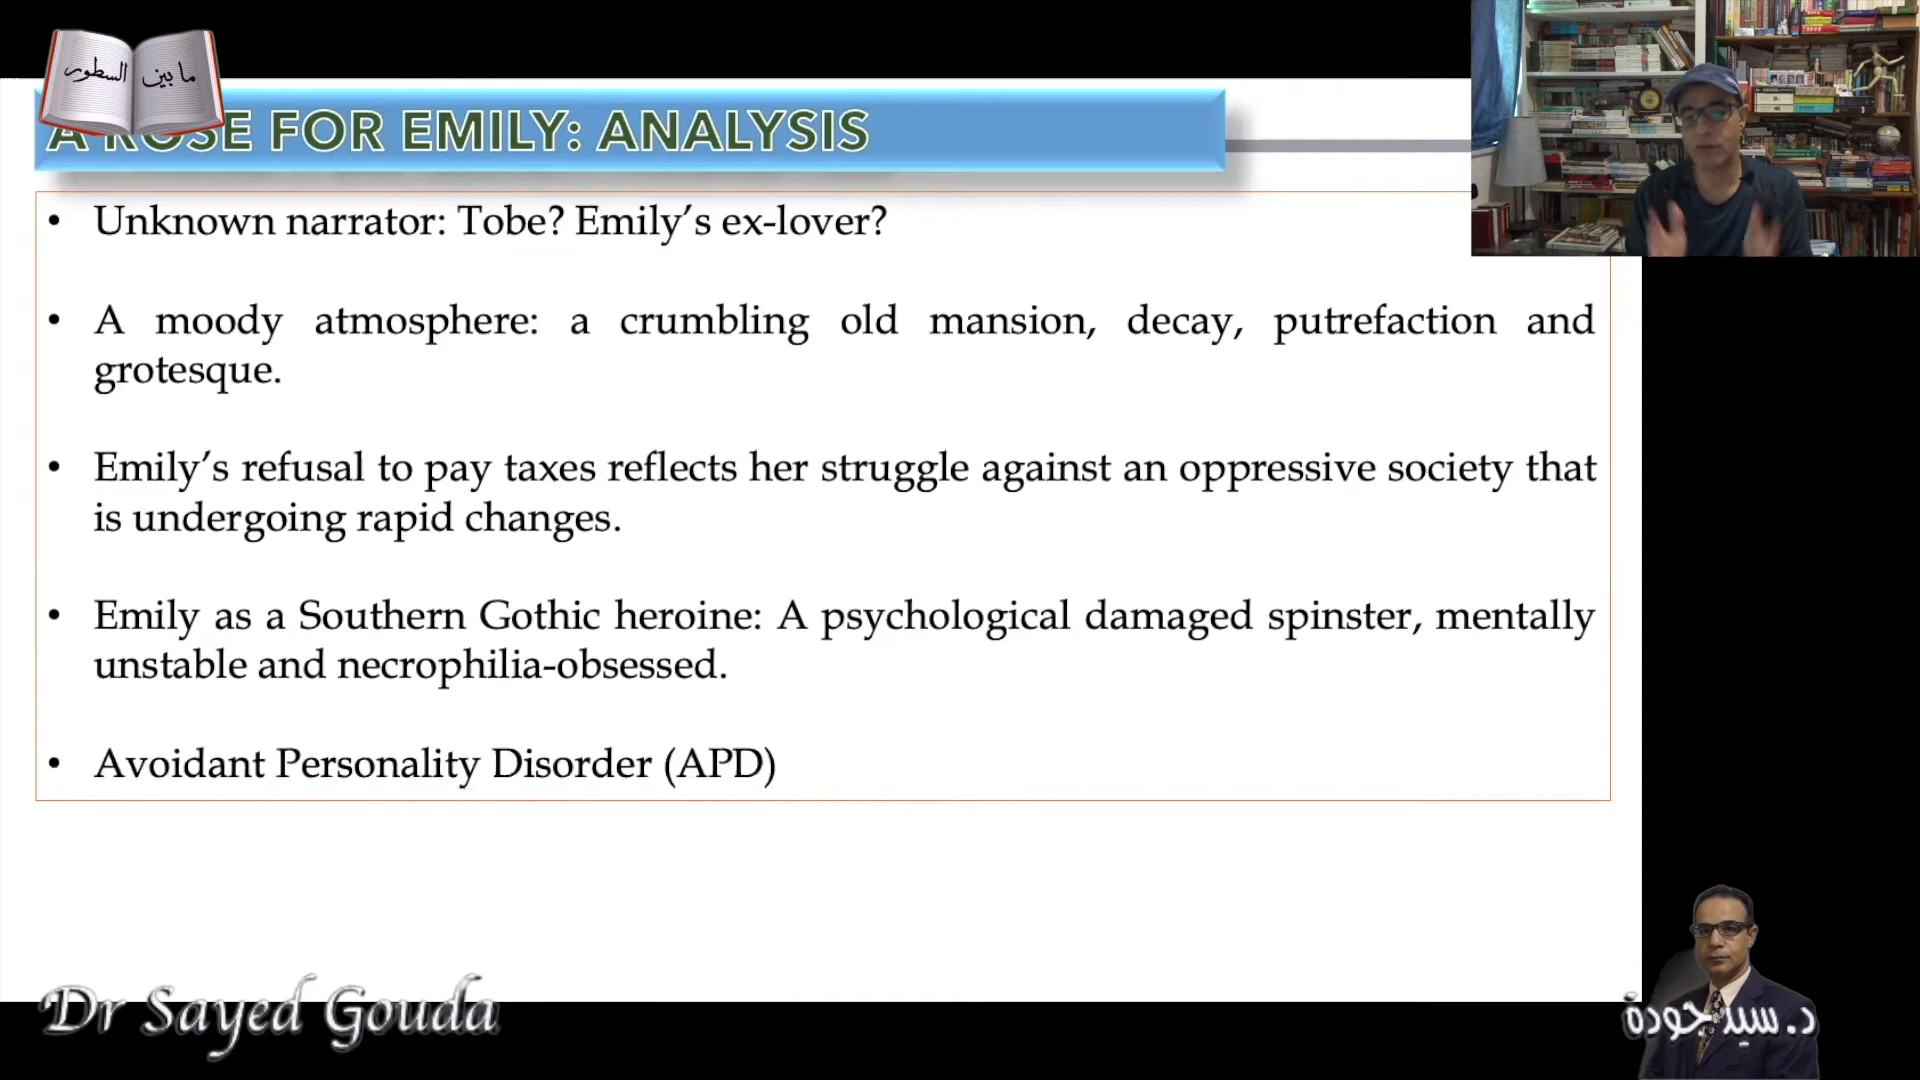 ما بين السطور
A ROSE FOR EMILY: ANALYSIS
• Unknown narrator: Tobe? Emily’s ex-lover?
• A moody atmosphere: a crumbling old mansion, decay, putrefaction and
grotesque.
• Emily’s refusal to pay taxes reflects her struggle against an oppressive society that
is undergoing rapid changes.
• Emily as a Southern Gothic heroine: A psychological damaged spinster, mentally
unstable and necrophilia-obsessed.
• Avoidant Personality Disorder (APD)
Dr Sayed Gouda
د. سيد جودة